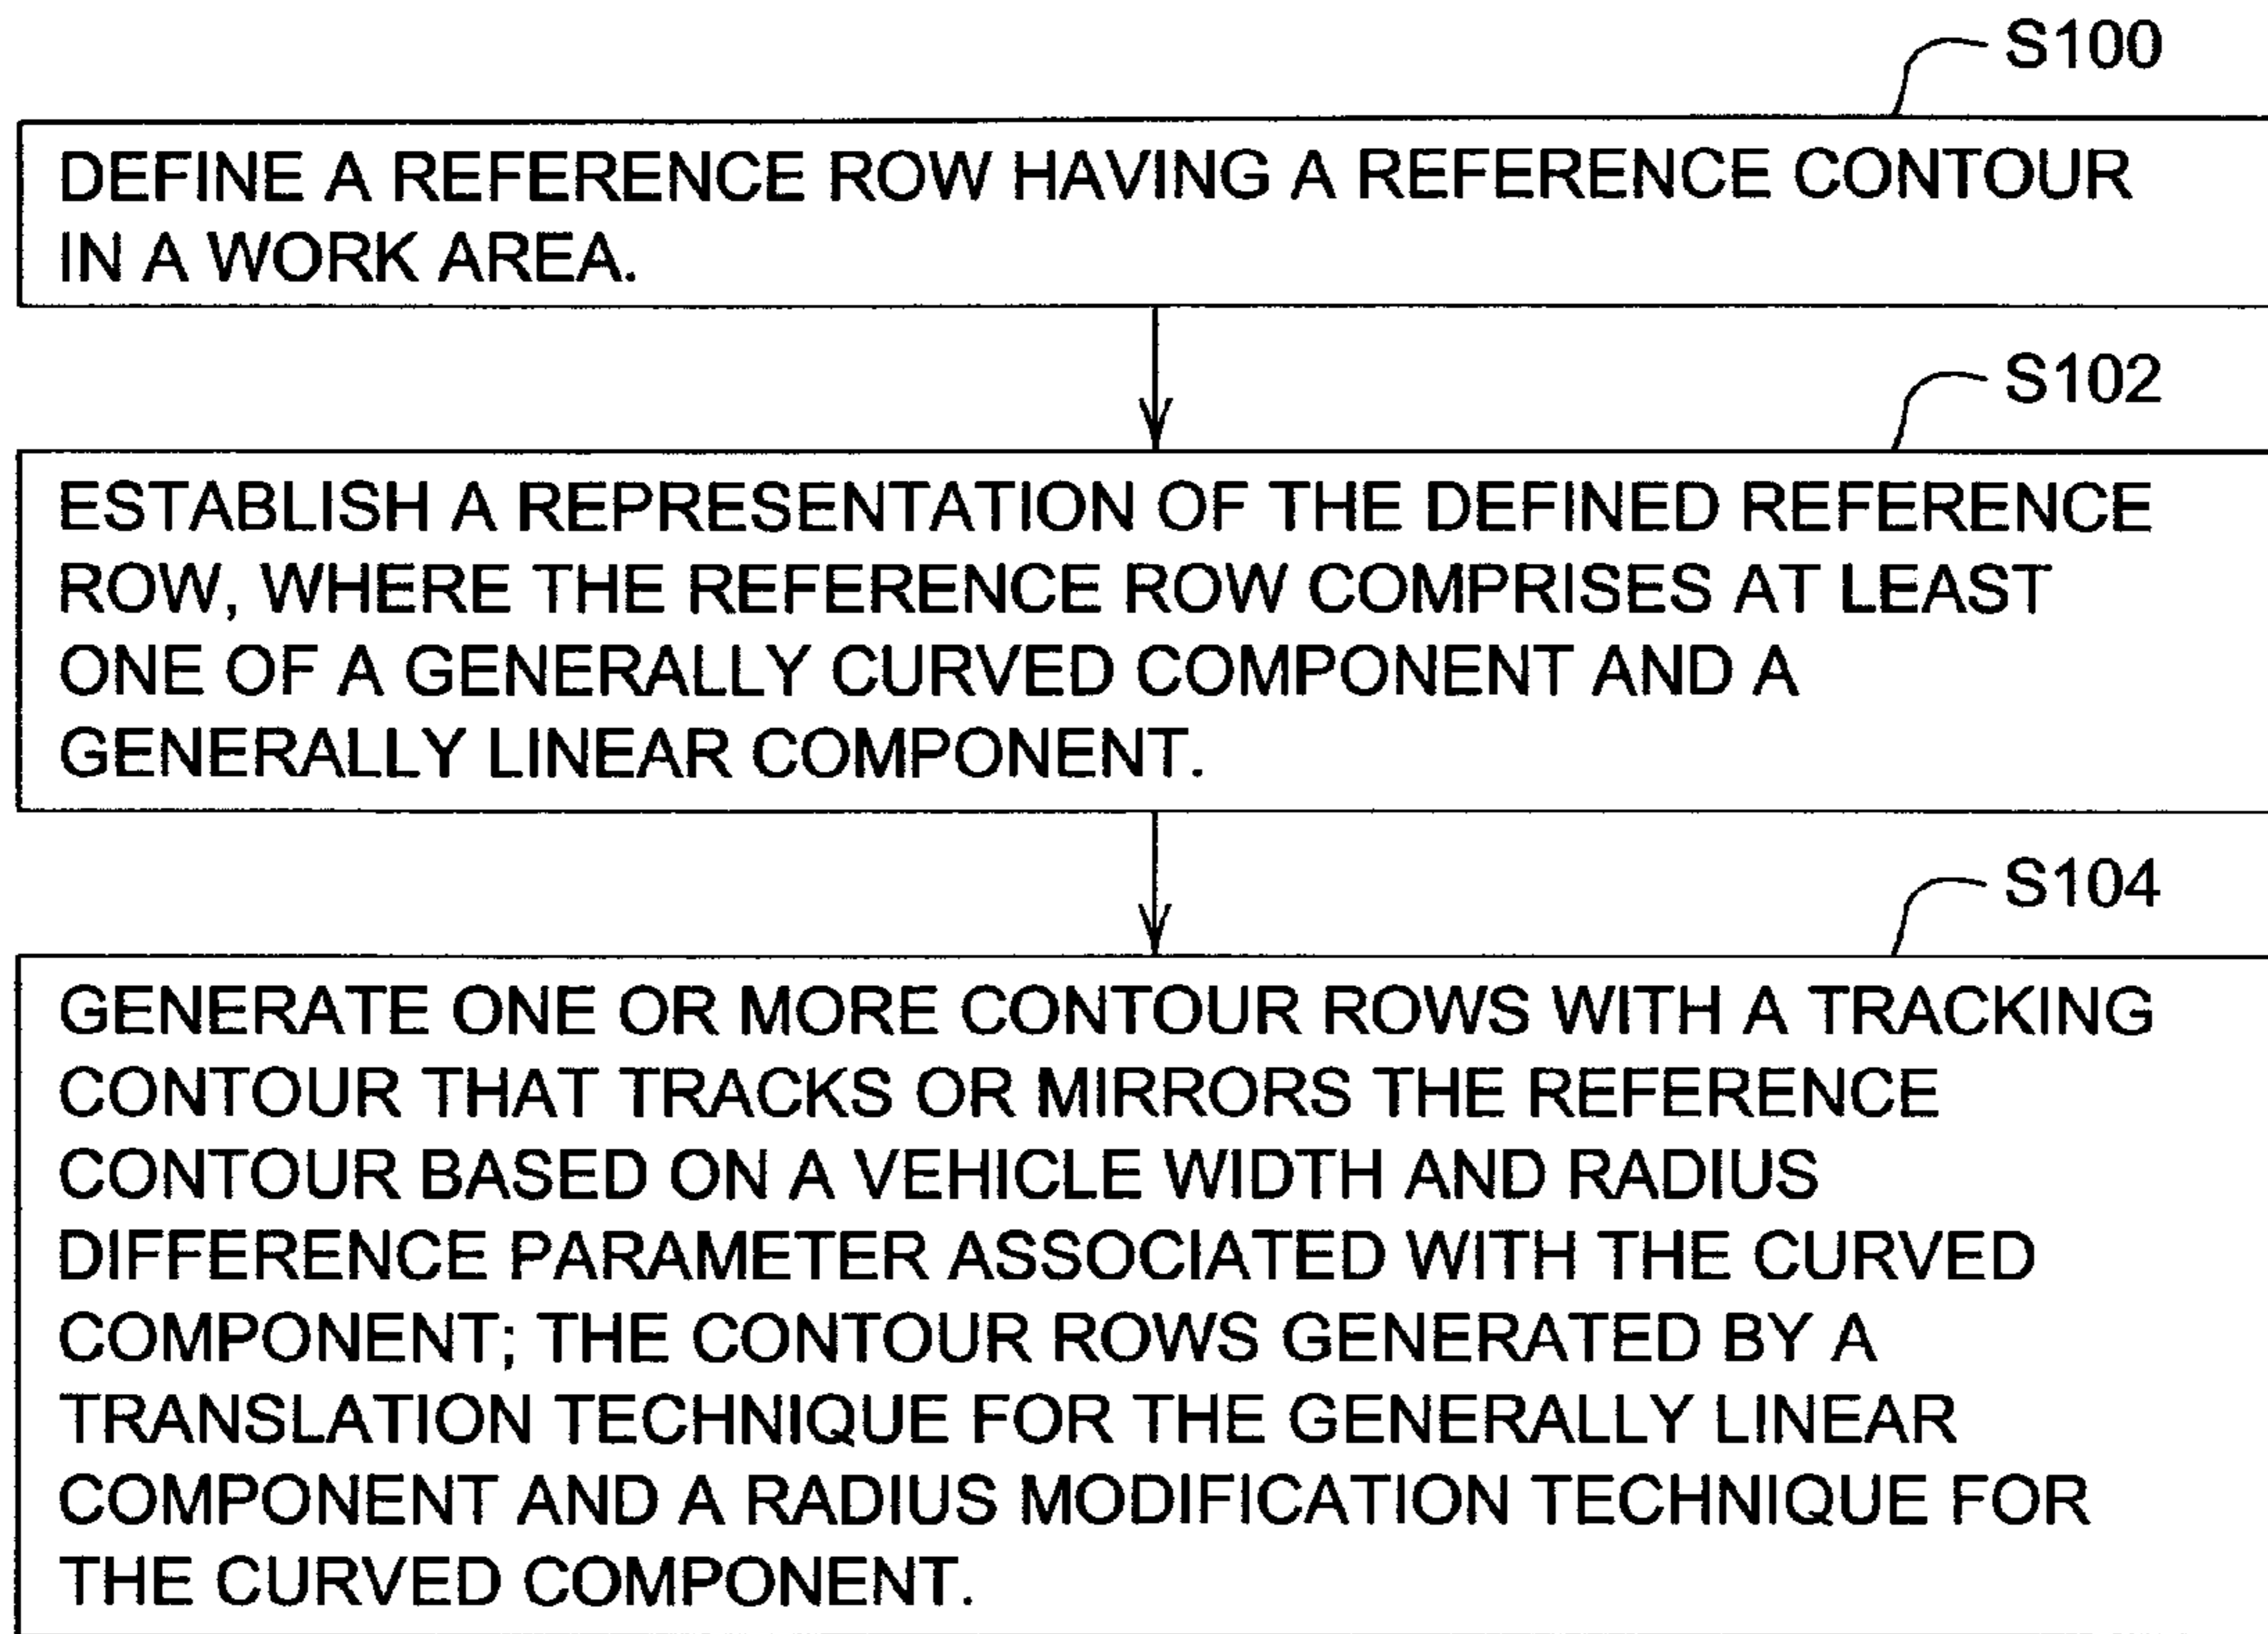 S100
DEFINE A REFERENCE ROW HAVING A REFERENCE CONTOUR
IN A WORK AREA.
S102
ESTABLISH A REPRESENTATION OF THE DEFINED REFERENCE
ROW, WHERE THE REFERENCE ROW COMPRISES AT LEAST
ONE OF A GENERALLY CURVED COMPONENT AND A
GENERALLY LINEAR COMPONENT.
S104
GENERATE ONE OR MORE CONTOUR ROWS WITH A TRACKING
CONTOUR THAT TRACKS OR MIRRORS THE REFERENCE
CONTOUR BASED ON A VEHICLE WIDTH AND RADIUS
DIFFERENCE PARAMETER ASSOCIATED WITH THE CURVED
COMPONENT; THE CONTOUR ROWS GENERATED BY A
TRANSLATION TECHNIQUE FOR THE GENERALLY LINEAR
COMPONENT AND A RADIUS MODIFICATION TECHNIQUE FOR
THE CURVED COMPONENT.